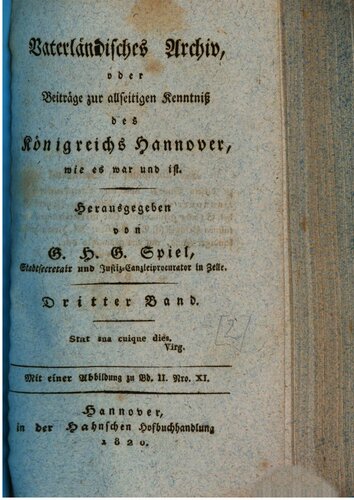 Vaterländisches Archiv,
oder
Beiträge zur allseitigen Kenntniß
des
Königreichs Hannover,
wie es war und ist.
Herausgegeben
von
G. H. G. Spiel,
Stadtsecretair und Justiz-Canzleiprocurator in Zelle.
Dritter Band.
Stat sua cuique dies.
Virg.
[2]
Mit einer Abbildung zu Bd. II. Nro. XI.
Hannover,
in der Hahnschen Hofbuchhandlung
1820.